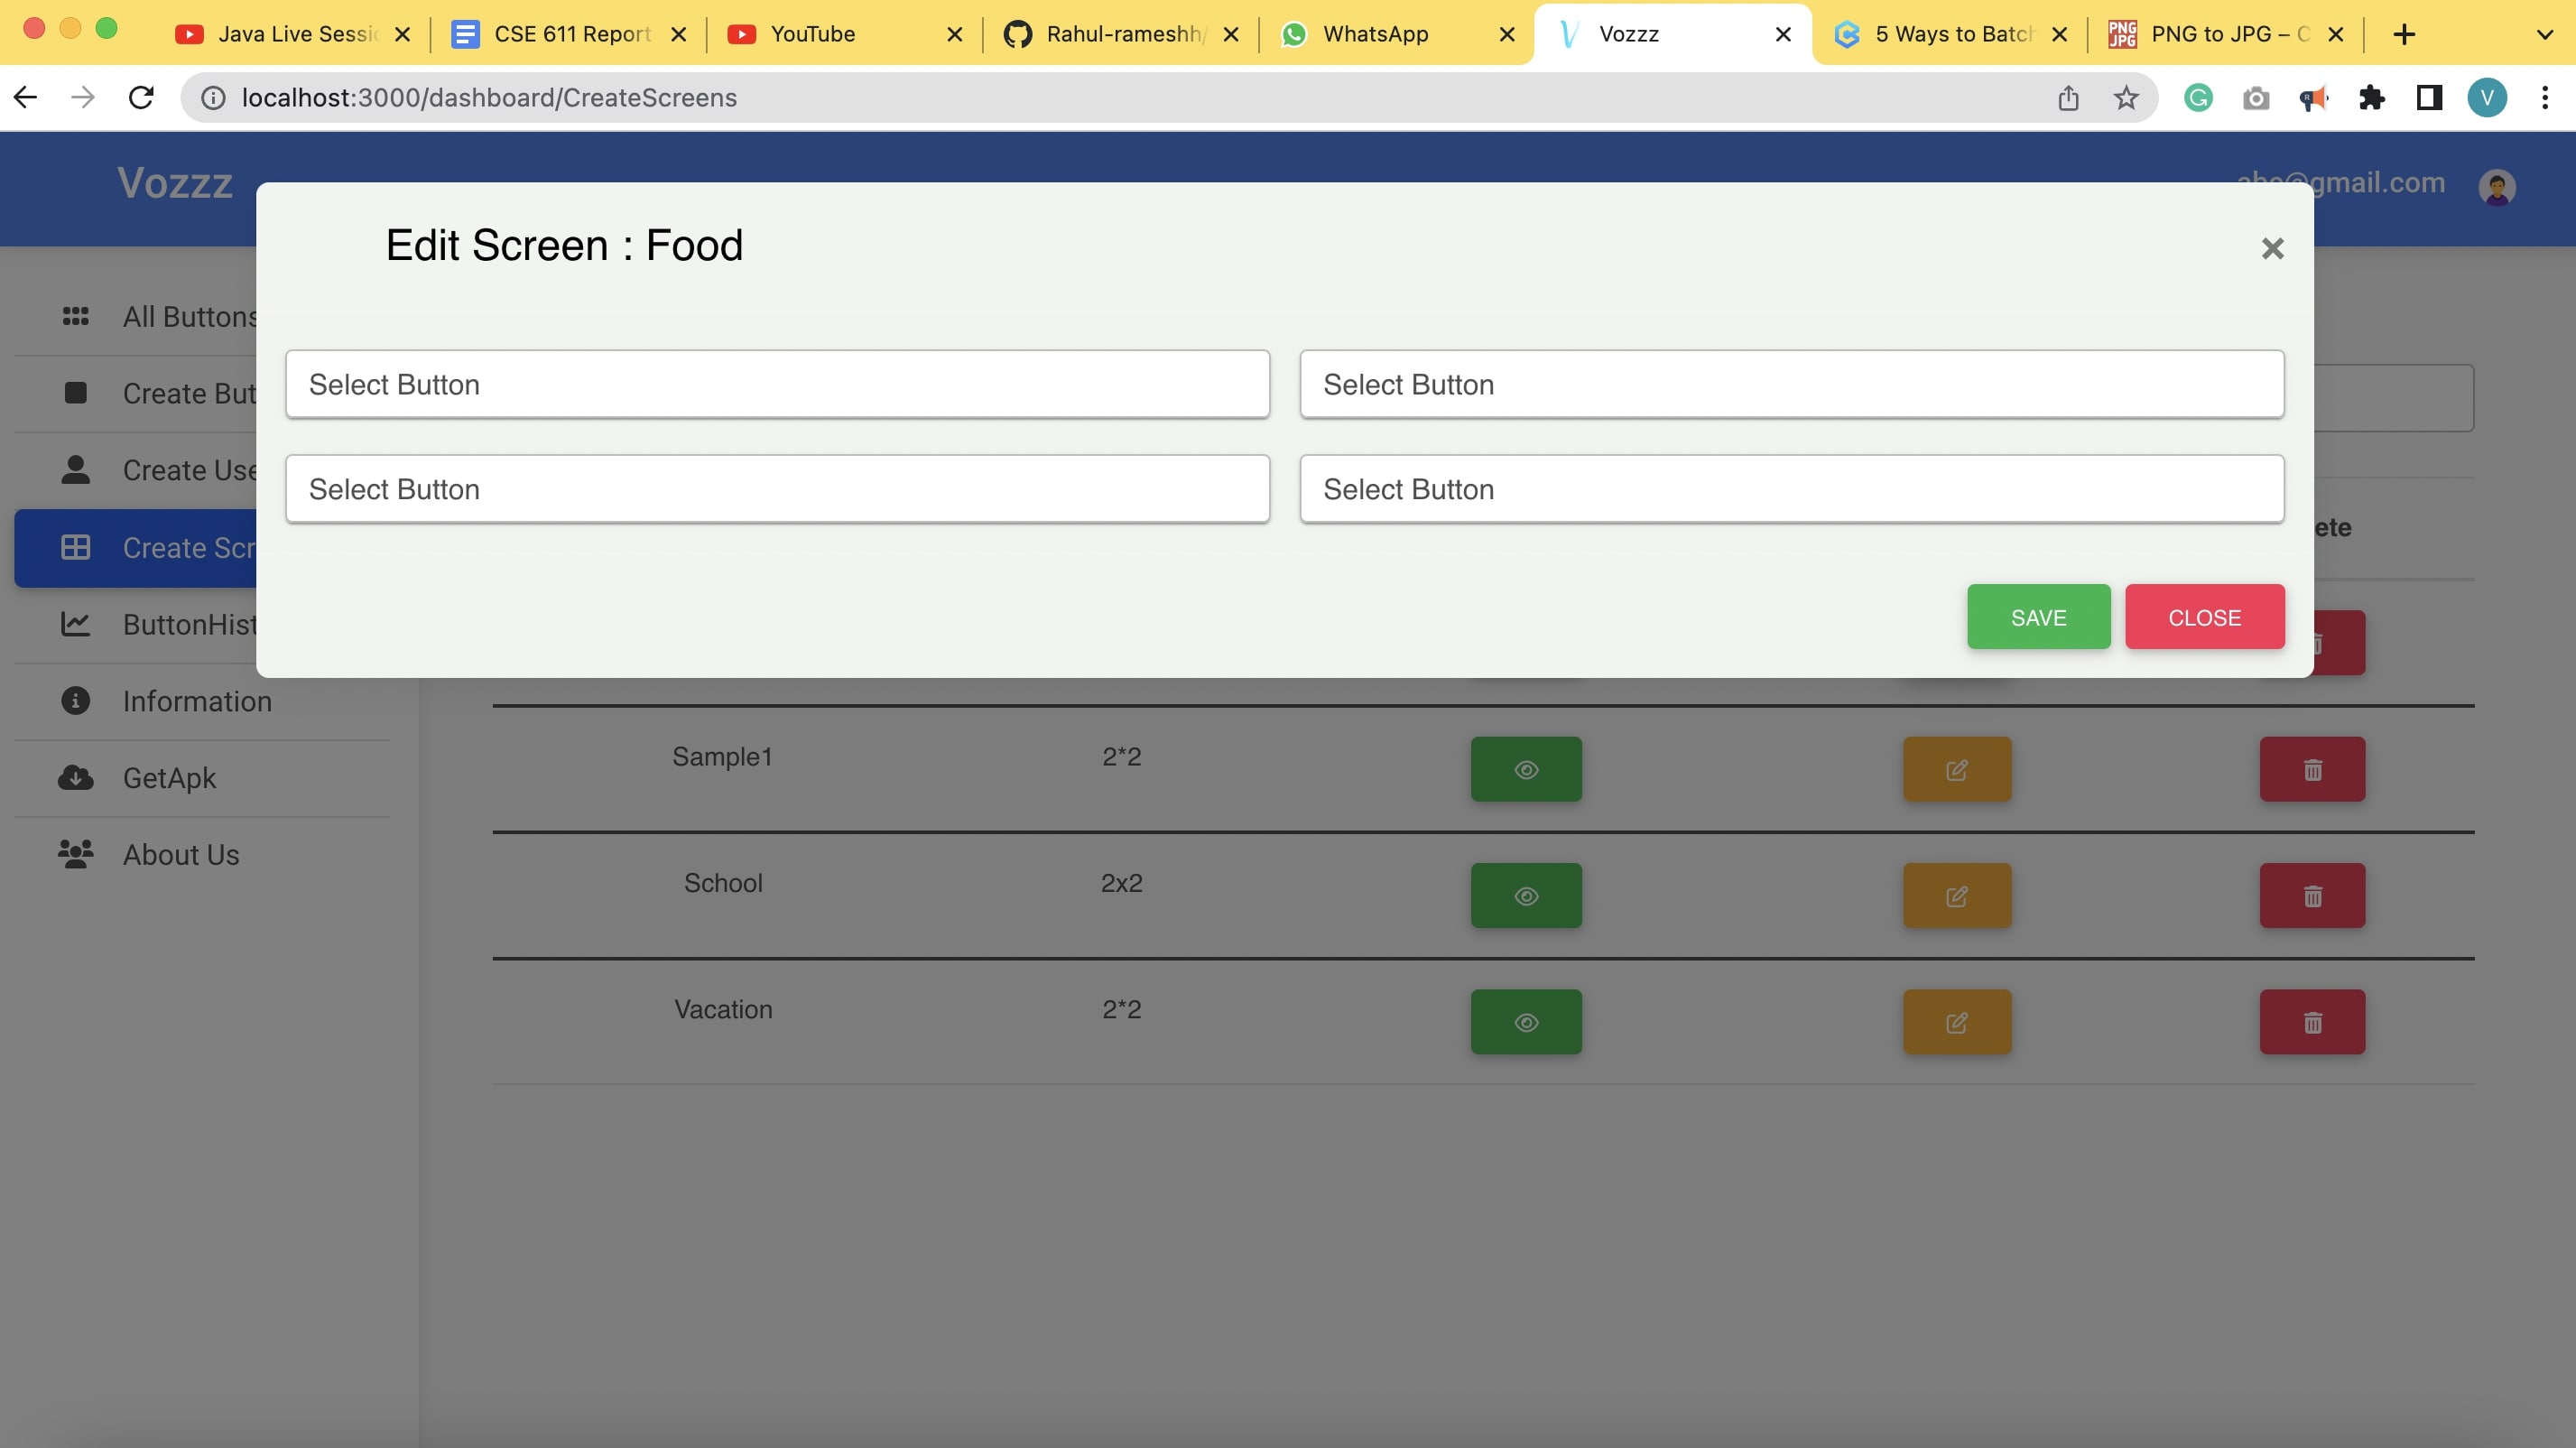 Java Live Sessi
CSE 611 Report
YouTube
Rahul-rameshh/
WhatsApp
Vozzz
5 Ways to Batch
PNG JPG
PNG to JPG – C
localhost:3000/dashboard/CreateScreens
V
Vozzz
abc@gmail.com
Edit Screen : Food
×
All Buttons
Create But
Create Use
Create Scr
ButtonHist
Information
GetApk
About Us
Select Button
Select Button
Select Button
Select Button
ete
SAVE
CLOSE
Sample1 2*2
School 2x2
Vacation 2*2